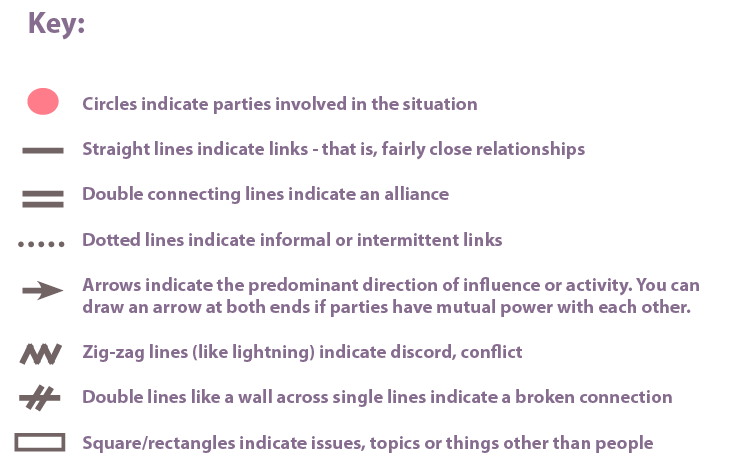 Key:
Circles indicate parties involved in the situation
Straight lines indicate links - that is, fairly close relationships
Double connecting lines indicate an alliance
Dotted lines indicate informal or intermittent links
Arrows indicate the predominant direction of influence or activity. You can
draw an arrow at both ends if parties have mutual power with each other.
Zig-zag lines (like lightning) indicate discord, conflict
Double lines like a wall across single lines indicate a broken connection
Square/rectangles indicate issues, topics or things other than people